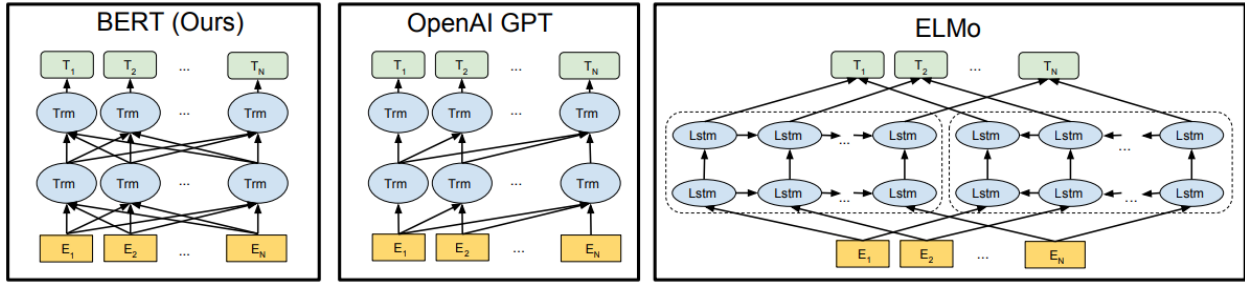 BERT (Ours)
T1 T2 ... TN
Trm Trm ... Trm
Trm Trm ... Trm
E1 E2 ... EN
OpenAI GPT
T1 T2 ... TN
Trm Trm ... Trm
Trm Trm ... Trm
E1 E2 ... EN
ELMo
T1 T2 ... TN
Lstm Lstm ... Lstm Lstm Lstm ... Lstm
Lstm Lstm ... Lstm Lstm Lstm ... Lstm
E1 E2 ... EN